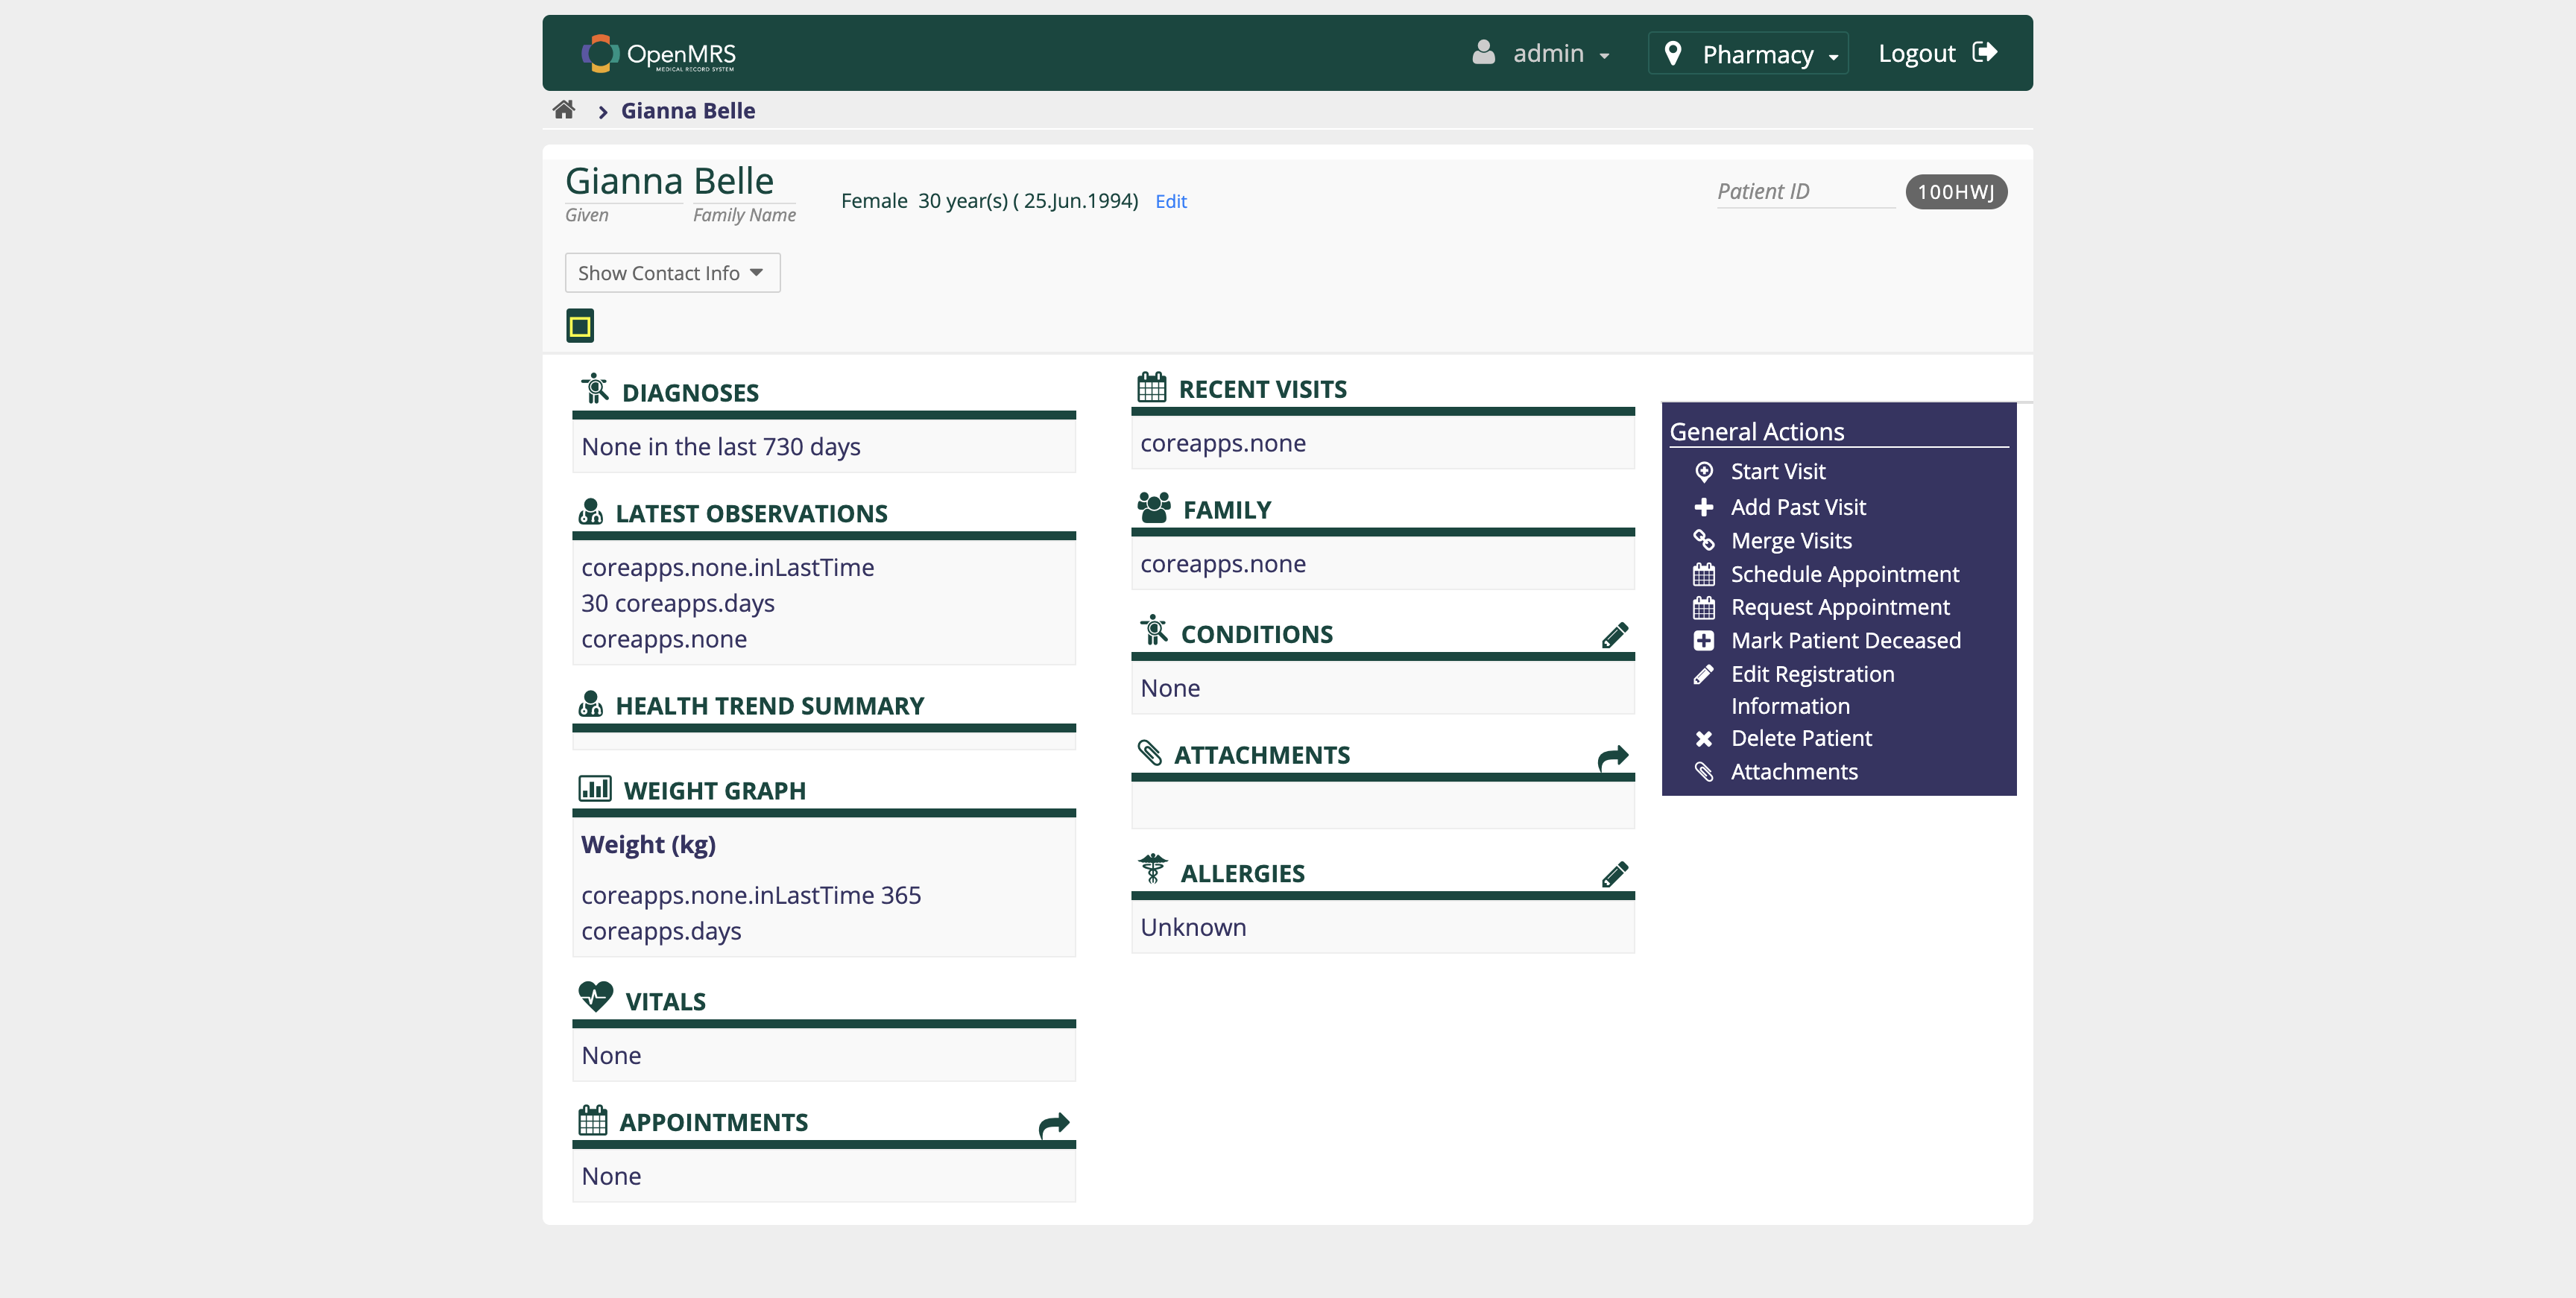 OpenMRS
MEDICAL RECORD SYSTEM
admin
Pharmacy
Logout
Gianna Belle
Gianna Belle
Given Family Name
Female 30 year(s) ( 25.Jun.1994) Edit
Patient ID 100HWJ
Show Contact Info
DIAGNOSES
None in the last 730 days
LATEST OBSERVATIONS
coreapps.none.inLastTime
30 coreapps.days
coreapps.none
HEALTH TREND SUMMARY
WEIGHT GRAPH
Weight (kg)
coreapps.none.inLastTime 365
coreapps.days
VITALS
None
APPOINTMENTS
None
RECENT VISITS
coreapps.none
FAMILY
coreapps.none
CONDITIONS
None
ATTACHMENTS
ALLERGIES
Unknown
General Actions
Start Visit
Add Past Visit
Merge Visits
Schedule Appointment
Request Appointment
Mark Patient Deceased
Edit Registration
Information
Delete Patient
Attachments